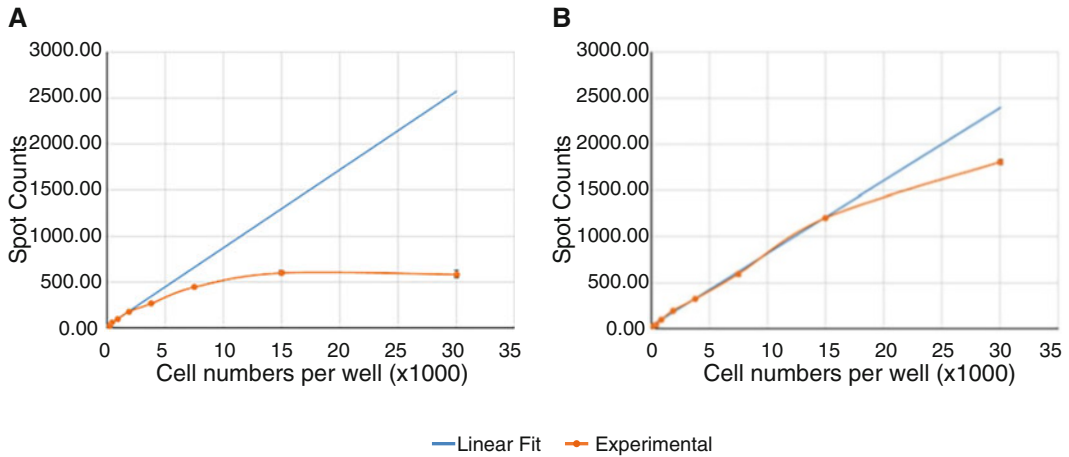 A
3000.00
2500.00
2000.00
1500.00
1000.00
500.00
0.00
Spot Counts
0 5 10 15 20 25 30 35
Cell numbers per well (x1000)
B
3000.00
2500.00
2000.00
1500.00
1000.00
500.00
0.00
Spot Counts
0 5 10 15 20 25 30 35
Cell numbers per well (x1000)
Linear Fit Experimental